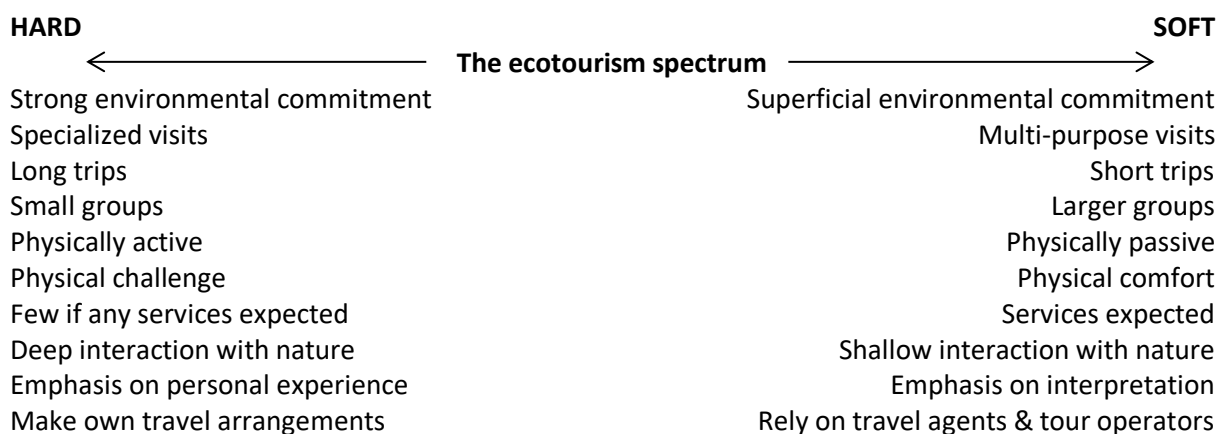 HARD SOFT
The ecotourism spectrum
Strong environmental commitment Superficial environmental commitment
Specialized visits Multi-purpose visits
Long trips Short trips
Small groups Larger groups
Physically active Physically passive
Physical challenge Physical comfort
Few if any services expected Services expected
Deep interaction with nature Shallow interaction with nature
Emphasis on personal experience Emphasis on interpretation
Make own travel arrangements Rely on travel agents & tour operators